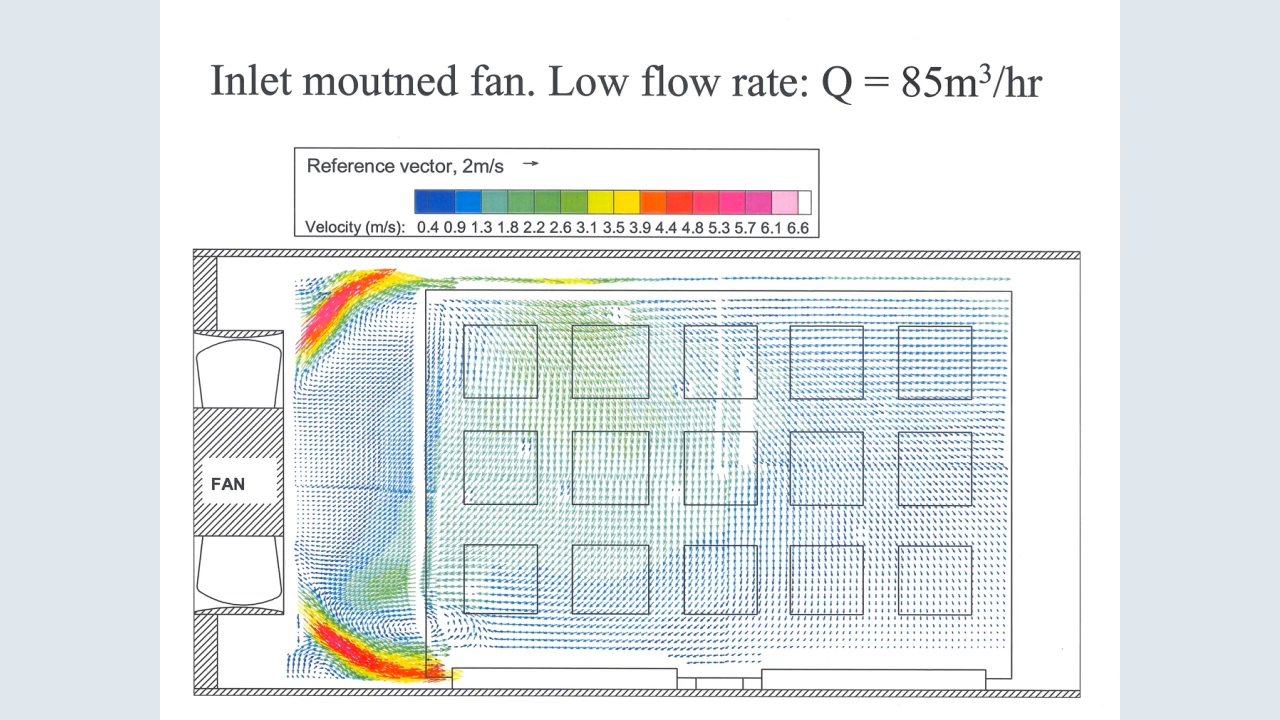 Inlet moutned fan. Low flow rate: Q = 85m³/hr
Reference vector, 2m/s
Velocity (m/s): 0.4 0.9 1.3 1.8 2.2 2.6 3.1 3.5 3.9 4.4 4.8 5.3 5.7 6.1 6.6
FAN